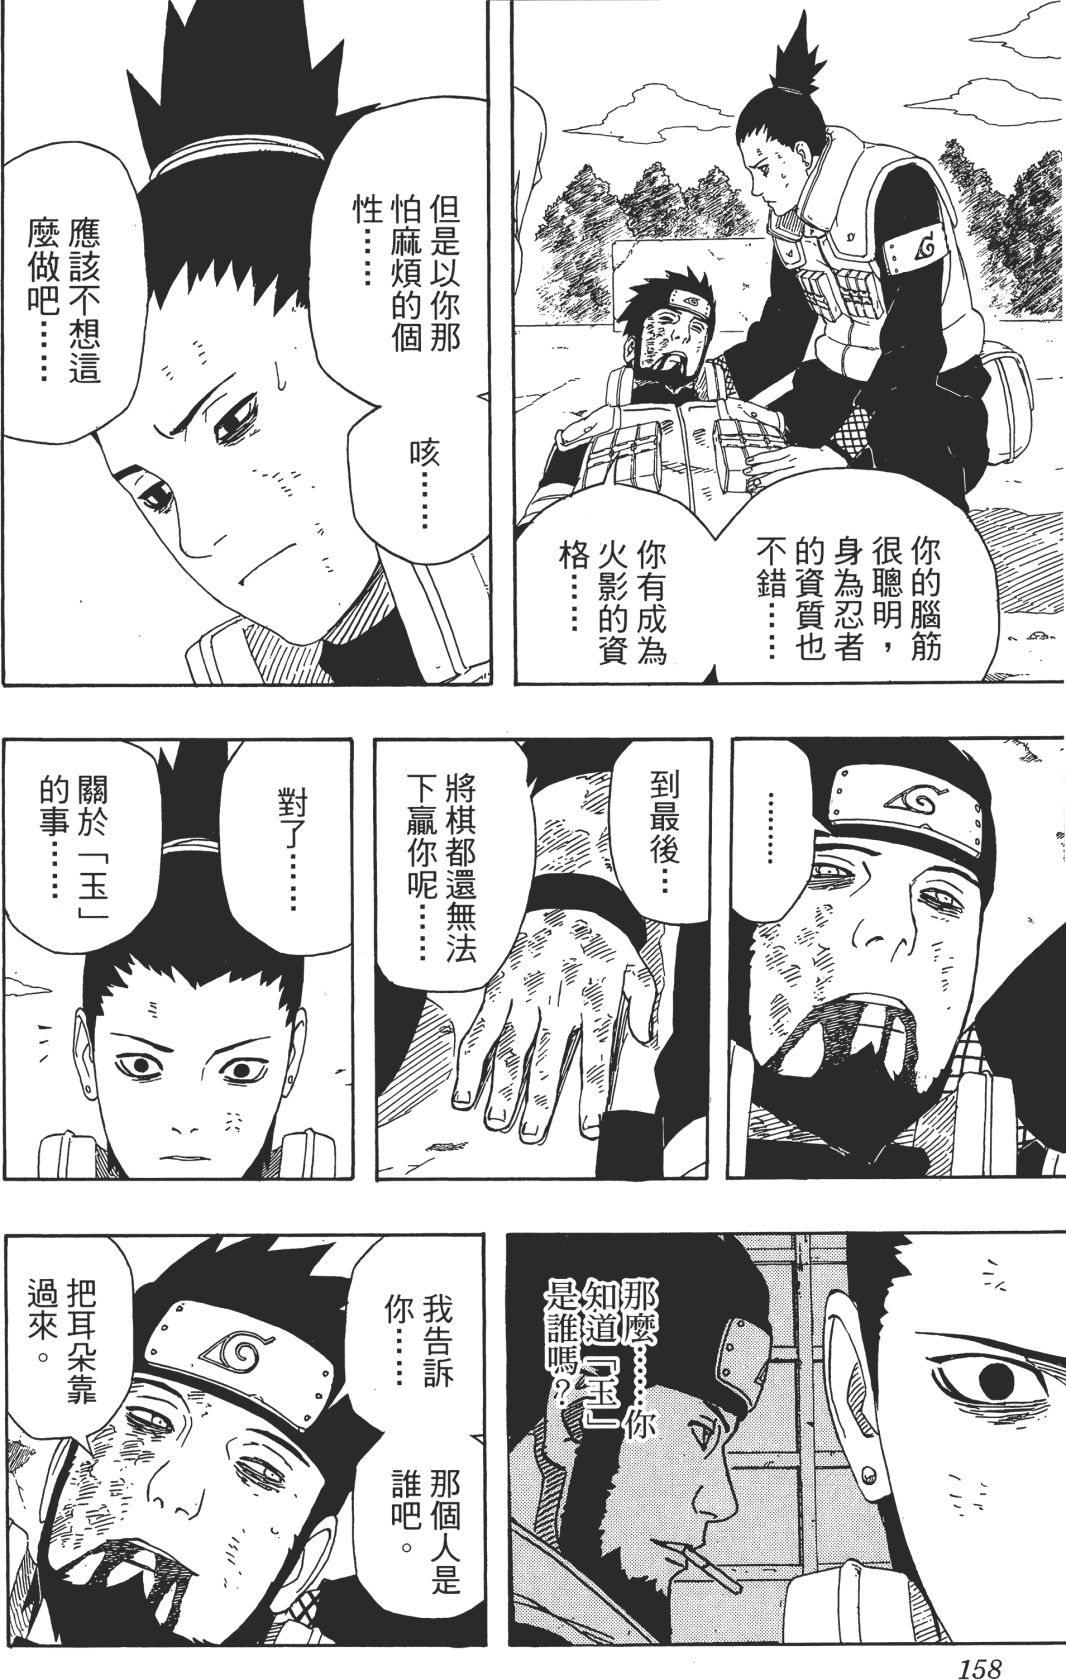 你的腦筋
很聰明，
身為忍者
的資質也
不錯……
你有成為
火影的資
格……
但是以你那
怕麻煩的個
性……
咳……
應該不想這
麼做吧……
………
到最後…
將棋都還無法
下贏你呢……
對了……
關於「玉」
的事……
那麼……你
知道「玉」
是誰嗎？
我告訴
你……
那個人是
誰吧。
把耳朵靠
過來。
158